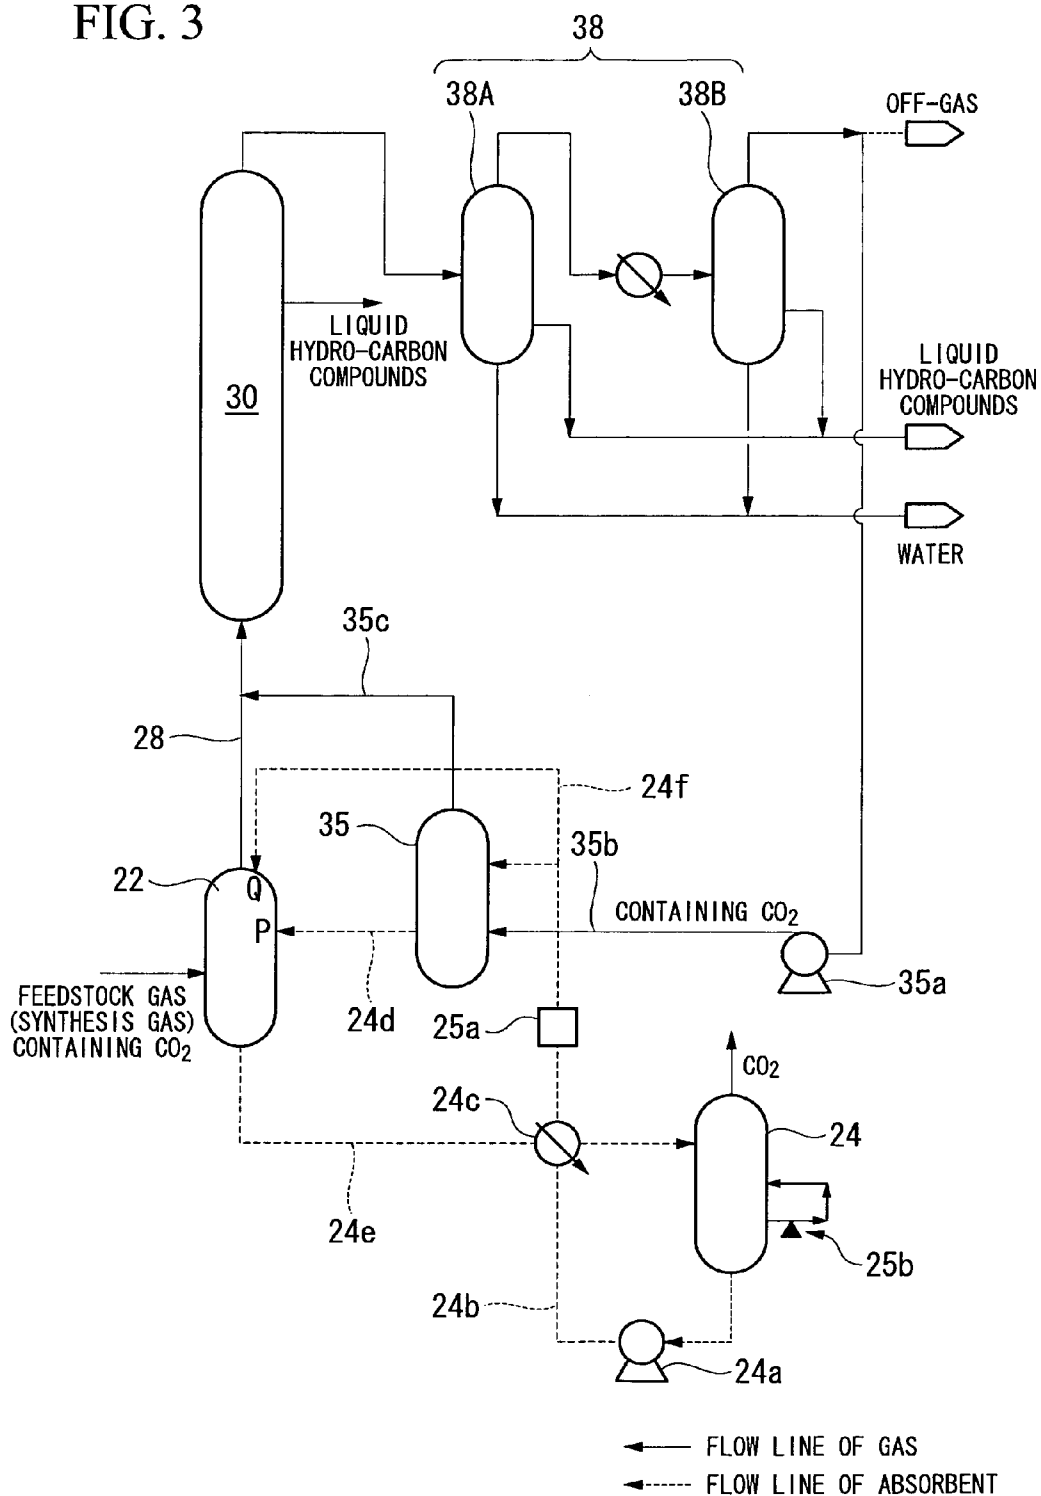 FIG. 3
38
38A
38B
OFF-GAS
LIQUID
HYDRO-CARBON
COMPOUNDS
30
LIQUID
HYDRO-CARBON
COMPOUNDS
WATER
35c
28
24f
35
35b
22
Q
P
CONTAINING CO2
35a
FEEDSTOCK GAS
(SYNTHESIS GAS)
CONTAINING CO2
24d
25a
CO2
24c
24
24e
25b
24b
24a
FLOW LINE OF GAS
FLOW LINE OF ABSORBENT